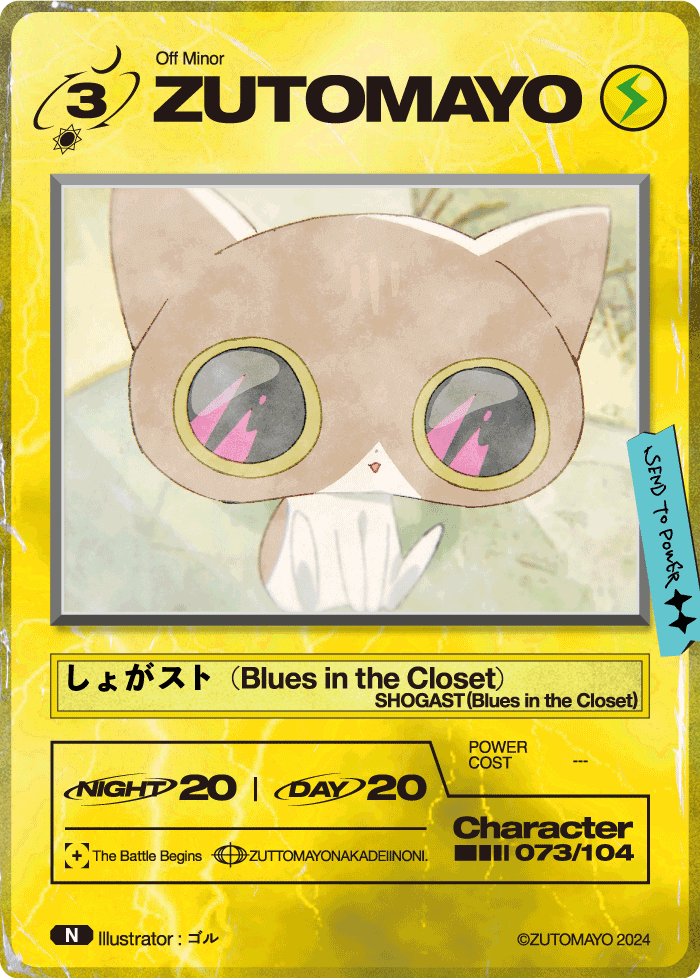 Off Minor
3
ZUTOMAYO
SEND TO POWER
しょがスト（Blues in the Closet）
SHOGAST(Blues in the Closet)
NIGHT 20 | DAY 20
POWER
COST ---
The Battle Begins ZUTTOMAYONAKADEIINONI.
Character
073/104
N Illustrator : ゴル
©ZUTOMAYO 2024